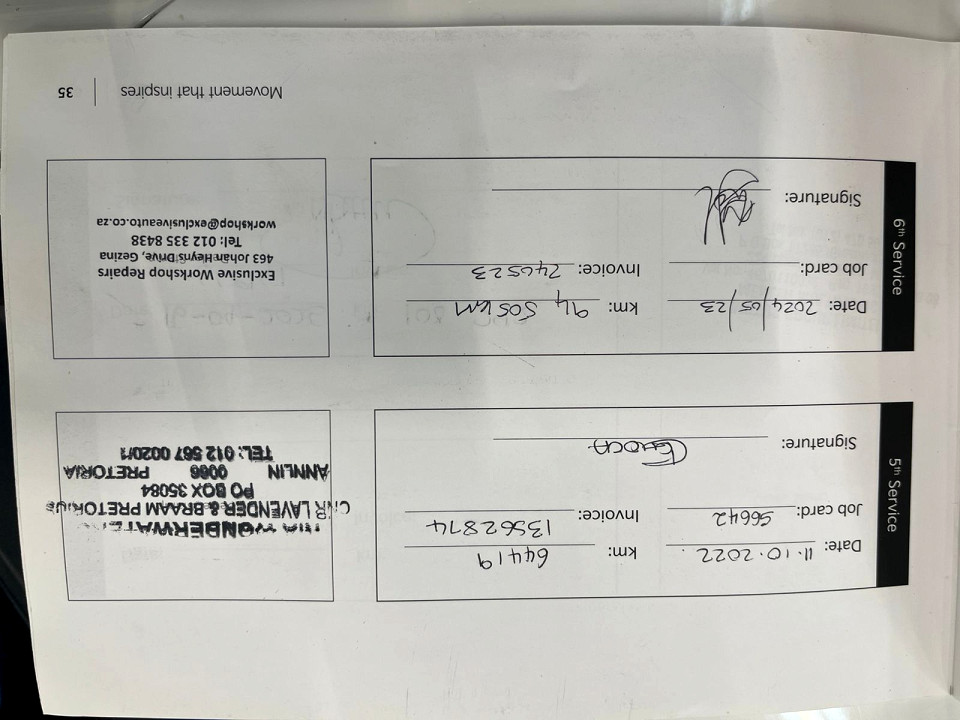 5th Service
Date: 11.10.2022.
km: 64419
Job card: 56642
Invoice: 13562874
Signature:
CNR LAVENDER & BRAAM PRETORIUS
PO BOX 35084
ANNLIN 0066 PRETORIA
TEL: 012 567 0020/1
6th Service
Date: 2024/05/23
km: 94 505 KM
Job card:
Invoice: 240523
Signature:
Exclusive Workshop Repairs
463 Johan Heyns Drive, Gezina
Tel: 012 335 8438
workshop@exclusiveauto.co.za
Movement that inspires | 35